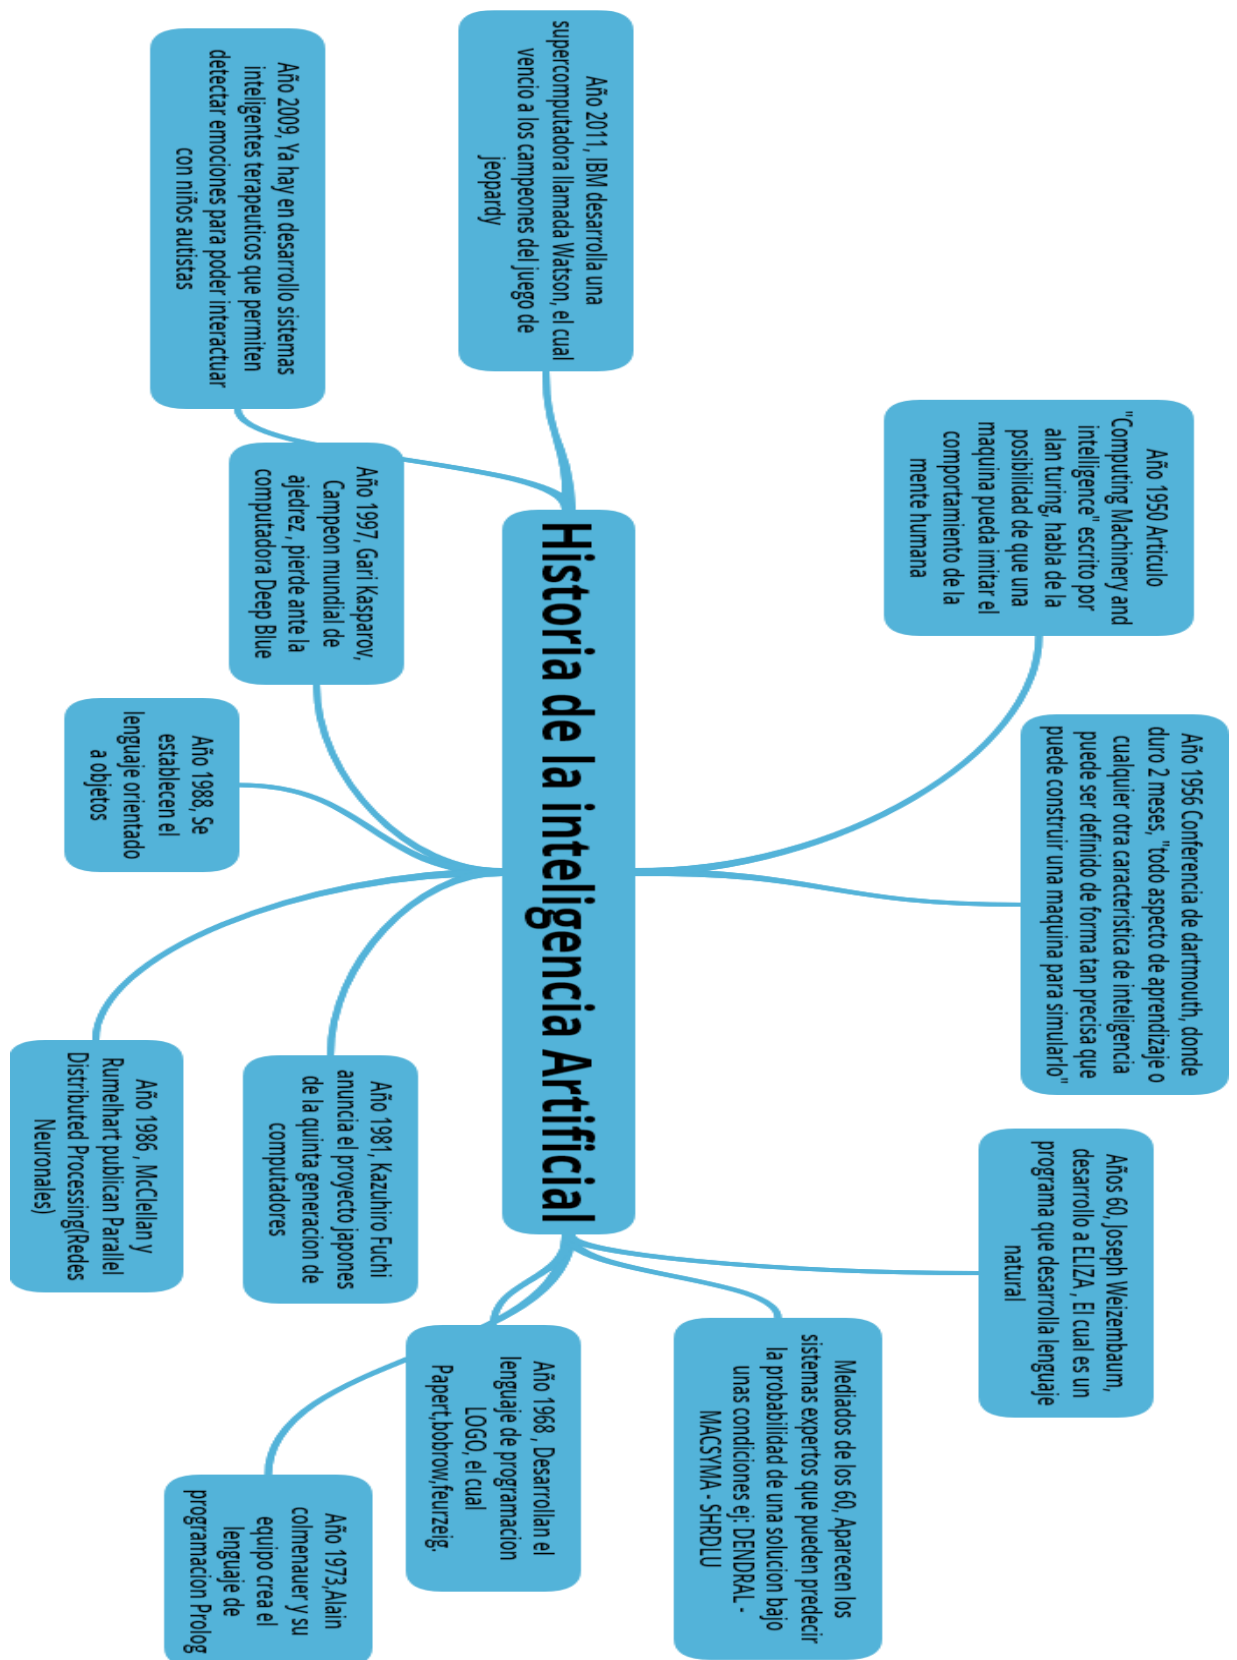 Historia de la inteligencia Artificial
Año 1950 Articulo
"Computing Machinery and
intelligence" escrito por
alan turing, habla de la
posibilidad de que una
maquina pueda imitar el
comportamiento de la
mente humana
Año 1956 Conferencia de dartmouth, donde
duro 2 meses, "todo aspecto de aprendizaje o
cualquier otra caracteristica de inteligencia
puede ser definido de forma tan precisa que
puede construir una maquina para simularlo"
Años 60, Joseph Weizembaum,
desarrollo a ELIZA , El cual es un
programa que desarrolla lenguaje
natural
Mediados de los 60, Aparecen los
sistemas expertos que pueden predecir
la probabilidad de una solucion bajo
unas condiciones ej: DENDRAL -
MACSYMA - SHRDLU
Año 1968 , Desarrollan el
lenguaje de programacion
LOGO, el cual
Papert,bobrow,feurzeig.
Año 1973,Alain
colmenauer y su
equipo crea el
lenguaje de
programacion Prolog
Año 1981, Kazuhiro Fuchi
anuncia el proyecto japones
de la quinta generacion de
computadores
Año 1986 , McClellan y
Rumelhart publican Parallel
Distributed Processing(Redes
Neuronales)
Año 1988, Se
establecen el
lenguaje orientado
a objetos
Año 1997, Gari Kasparov,
Campeon mundial de
ajedrez , pierde ante la
computadora Deep Blue
Año 2009, Ya hay en desarrollo sistemas
inteligentes terapeuticos que permiten
detectar emociones para poder interactuar
con niños autistas
Año 2011, IBM desarrolla una
supercomputadora llamada Watson, el cual
vencio a los campeones del juego de
jeopardy